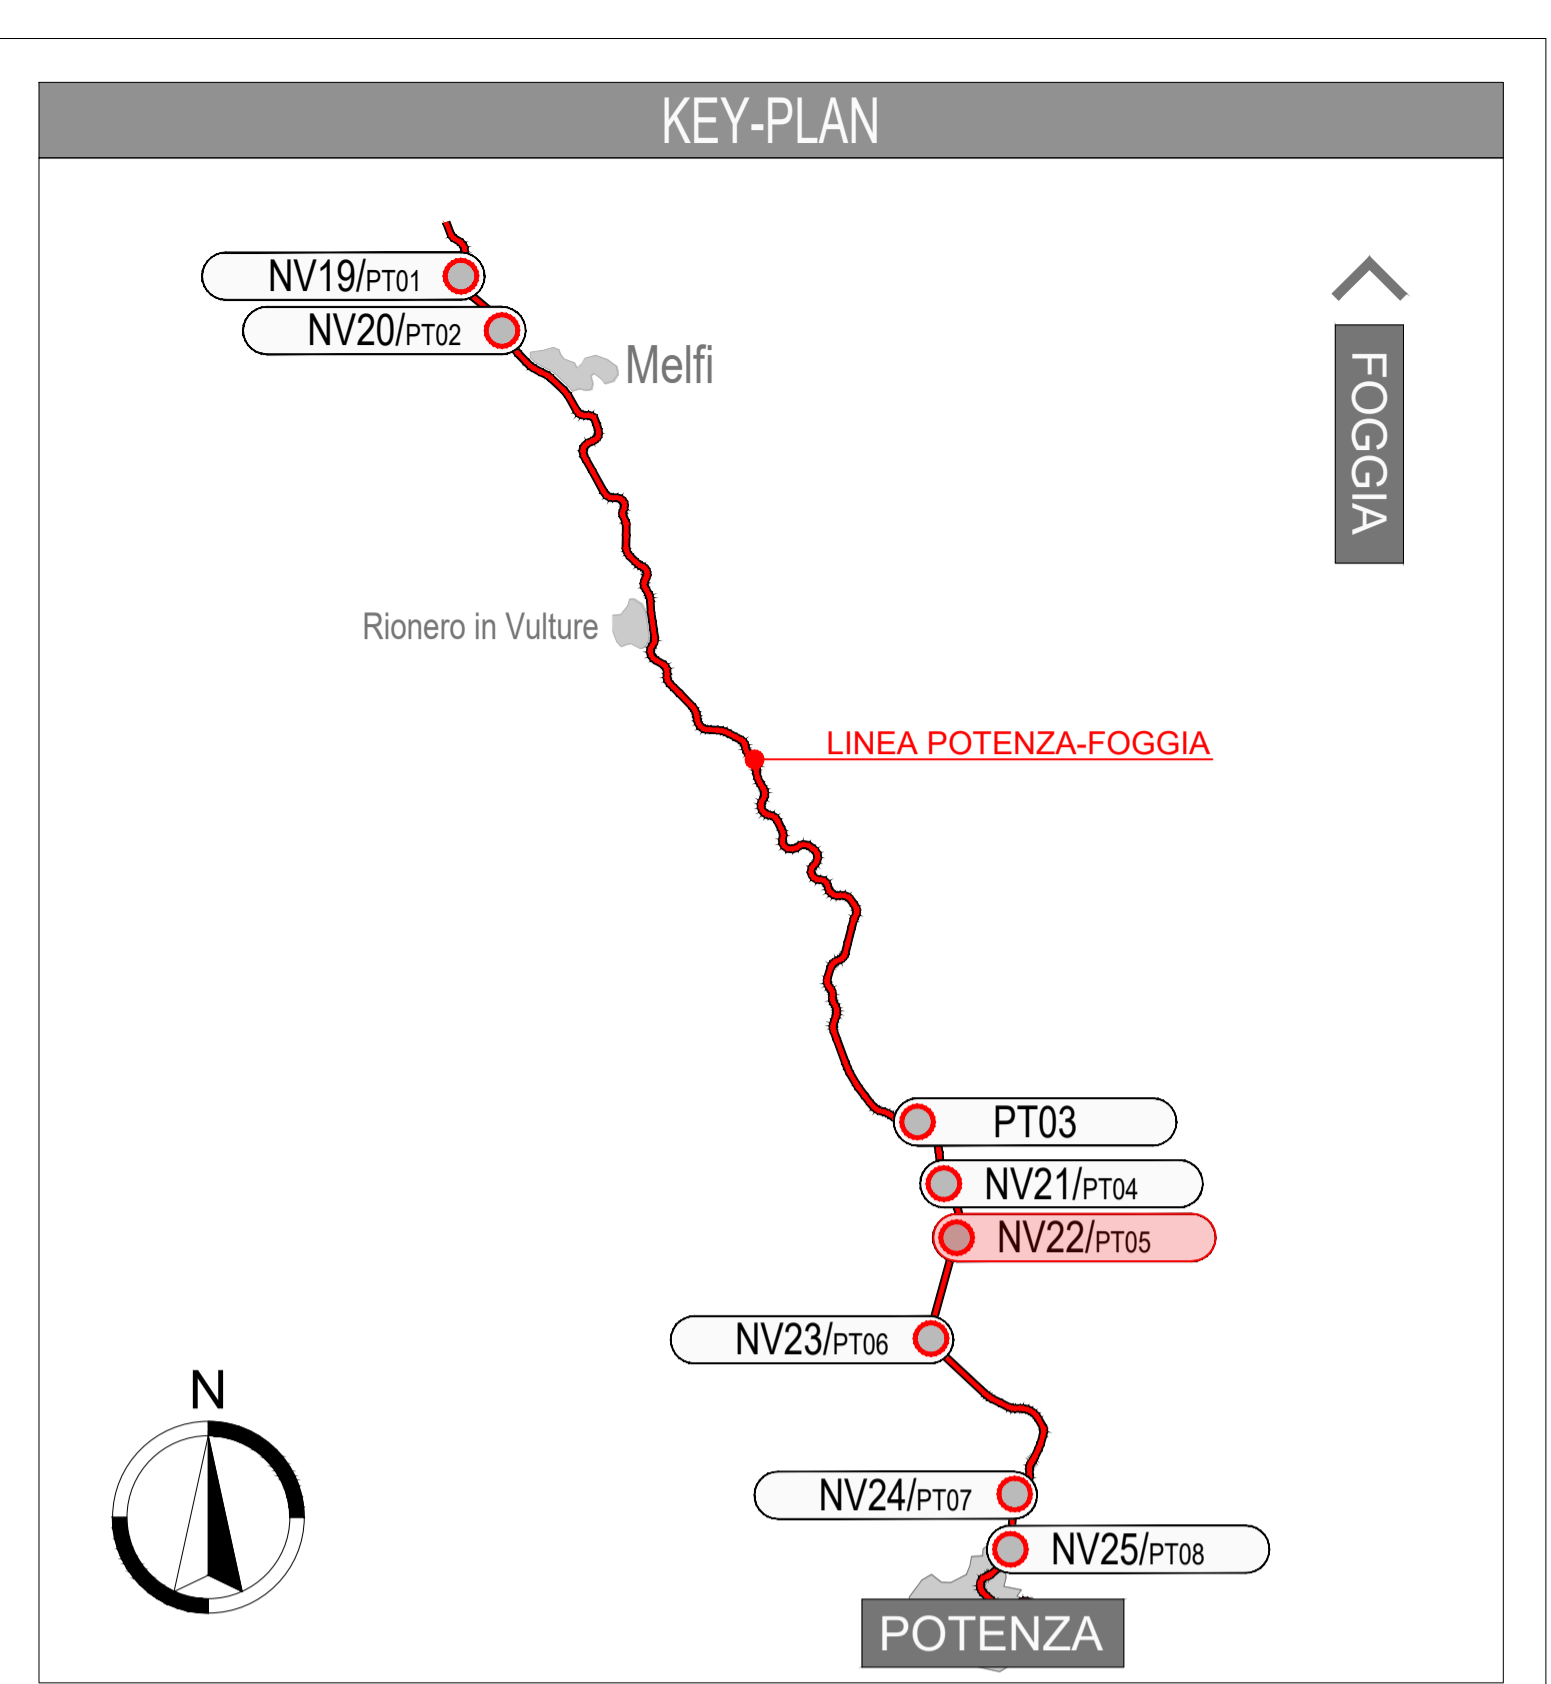 KEY-PLAN
NV19/PT01
NV20/PT02
Melfi
FOGGIA
Rionero in Vulture
LINEA POTENZA-FOGGIA
PT03
NV21/PT04
NV22/PT05
NV23/PT06
N
NV24/PT07
NV25/PT08
POTENZA